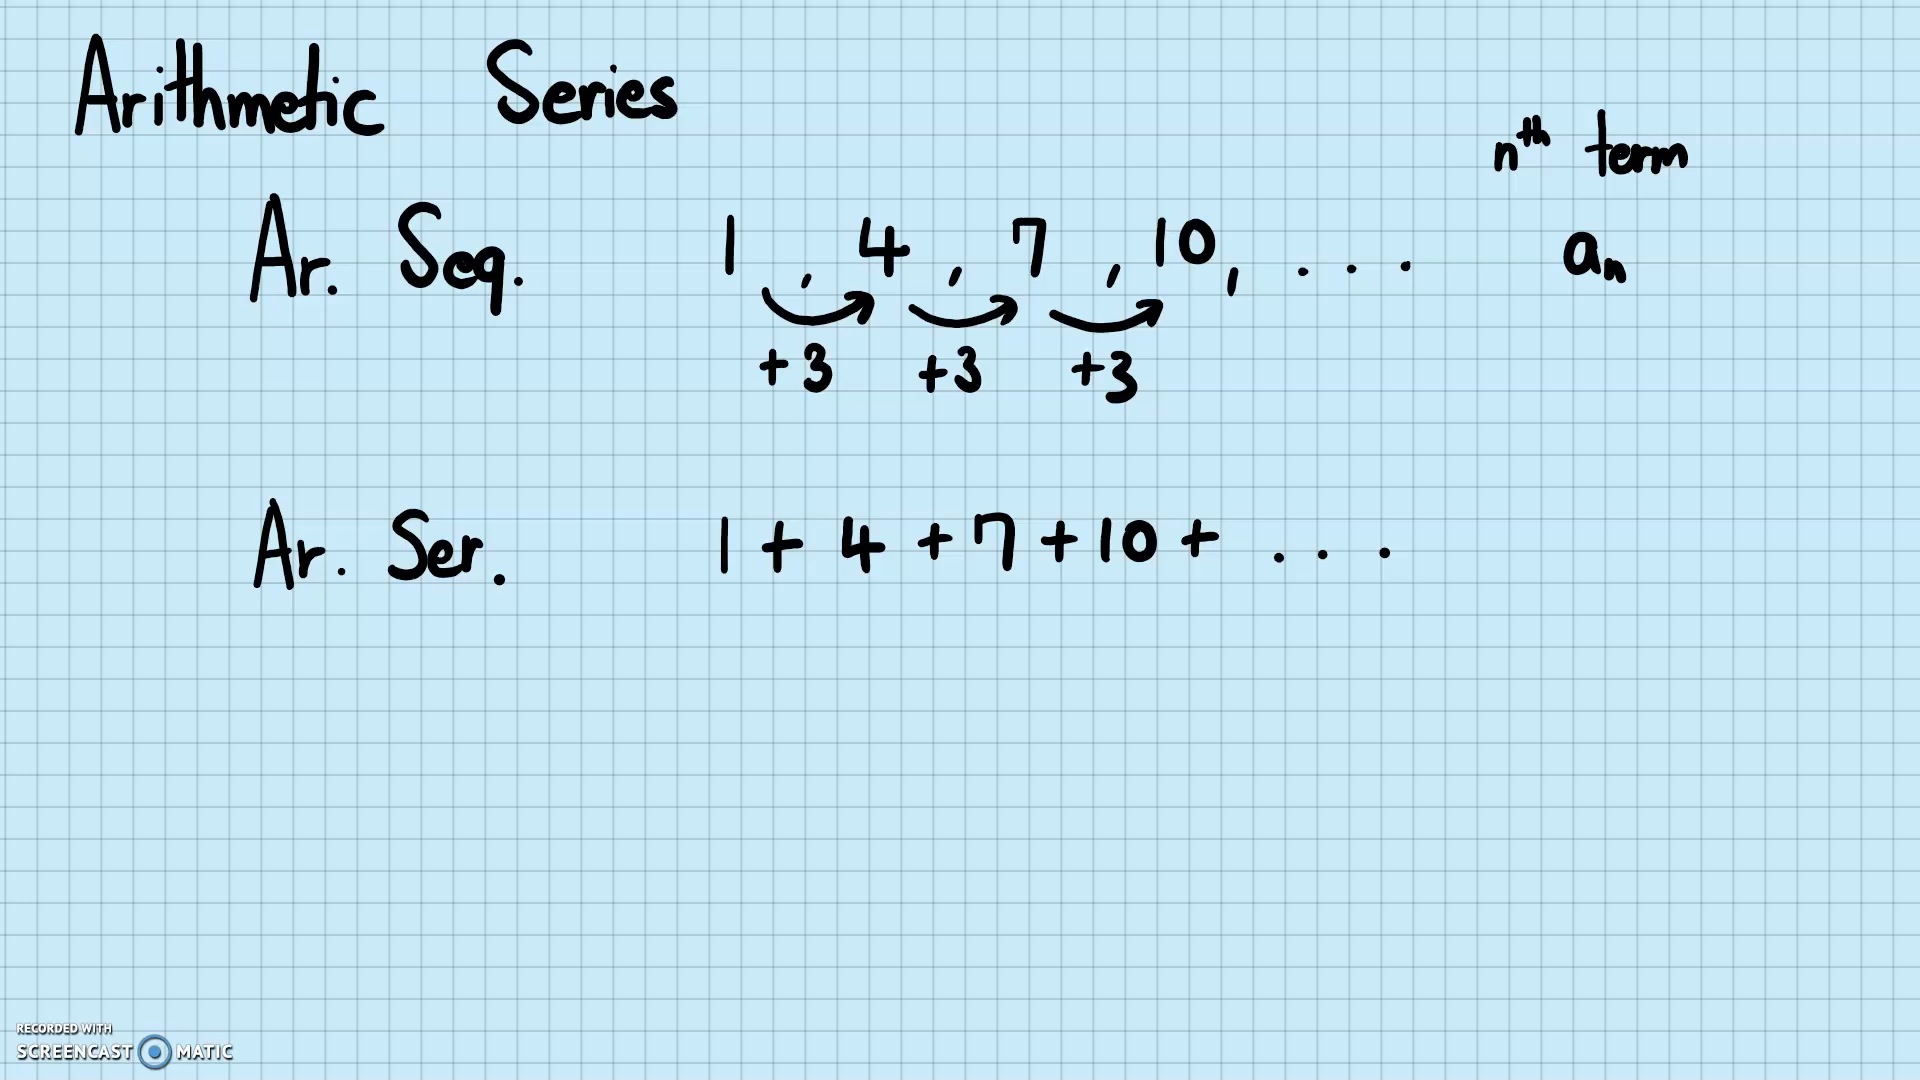 Arithmetic Series
nth term
Ar. Seq. 1, 4, 7, 10, . . . an
+3 +3 +3
Ar. Ser. 1 + 4 + 7 + 10 + . . .
RECORDED WITH
SCREENCAST MATIC